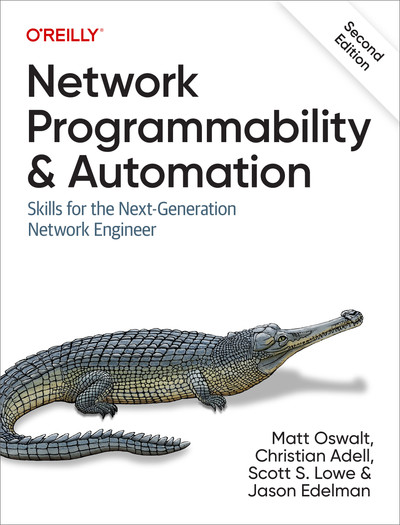 O'REILLY®
Second
Edition
Network
Programmability
& Automation
Skills for the Next-Generation
Network Engineer
Matt Oswalt,
Christian Adell,
Scott S. Lowe &
Jason Edelman